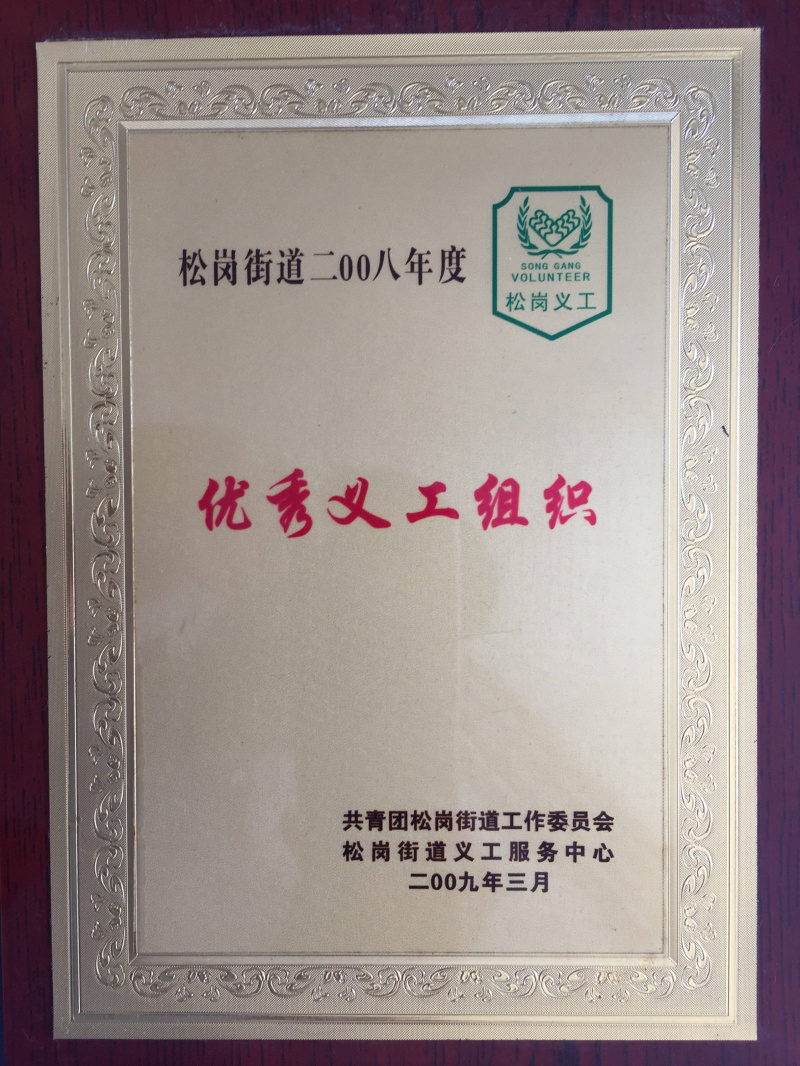 松岗街道二00八年度
SONG GANG
VOLUNTEER
松岗义工
优秀义工组织
共青团松岗街道工作委员会
松岗街道义工服务中心
二00九年三月